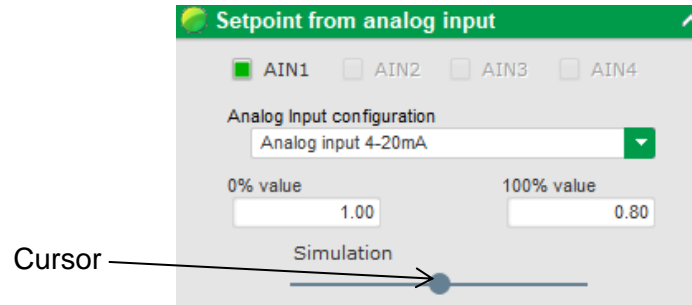 Setpoint from analog input
AIN1 AIN2 AIN3 AIN4
Analog Input configuration
Analog input 4-20mA
0% value 100% value
1.00 0.80
Simulation
Cursor